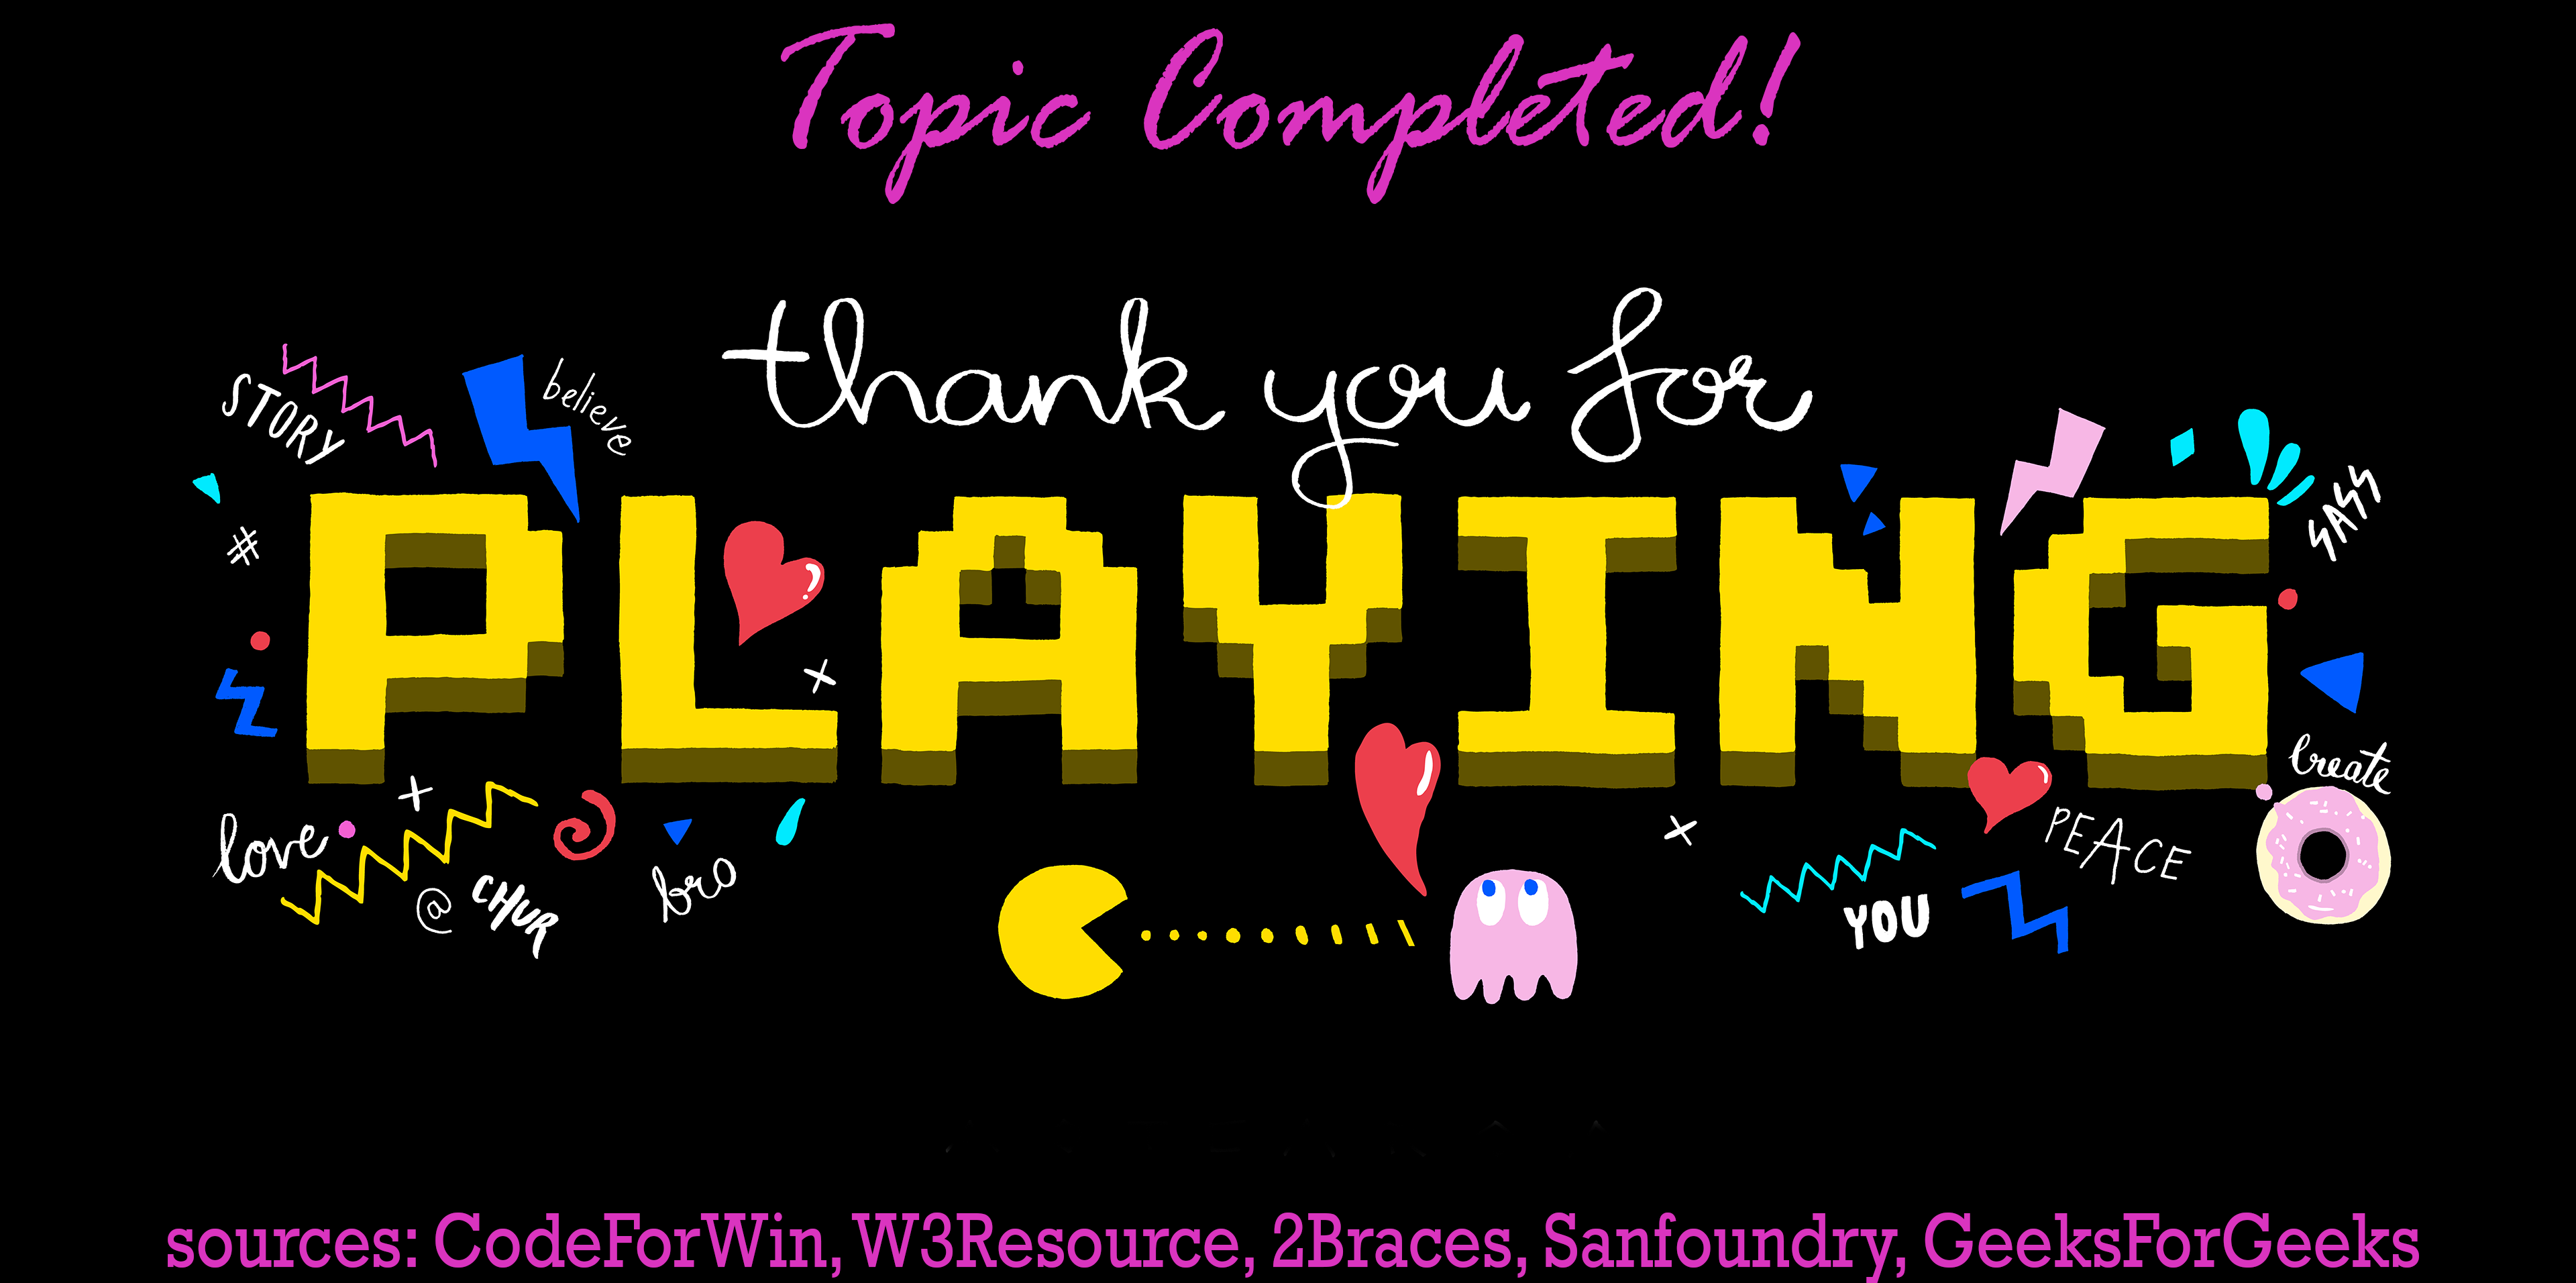 Topic Completed!
thank you for
STORY
believe
PLAYING
#
SASS
create
love
@
CHUR
bro
YOU
PEACE
sources: CodeForWin, W3Resource, 2Braces, Sanfoundry, GeeksForGeeks